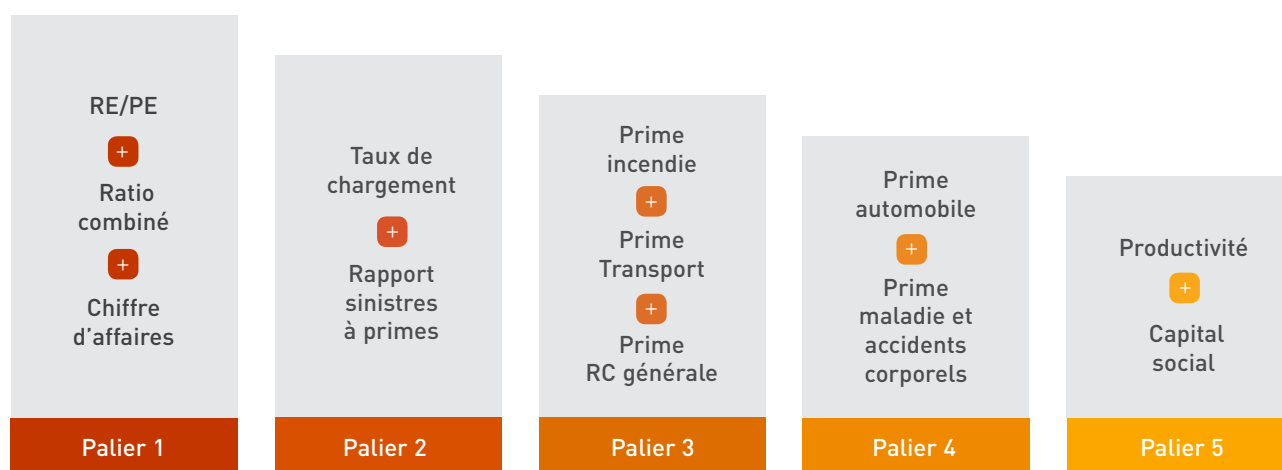 RE/PE
+
Ratio
combiné
+
Chiffre
d'affaires
Palier 1
Taux de
chargement
+
Rapport
sinistres
à primes
Palier 2
Prime
incendie
+
Prime
Transport
+
Prime
RC générale
Palier 3
Prime
automobile
+
Prime
maladie et
accidents
corporels
Palier 4
Productivité
+
Capital
social
Palier 5